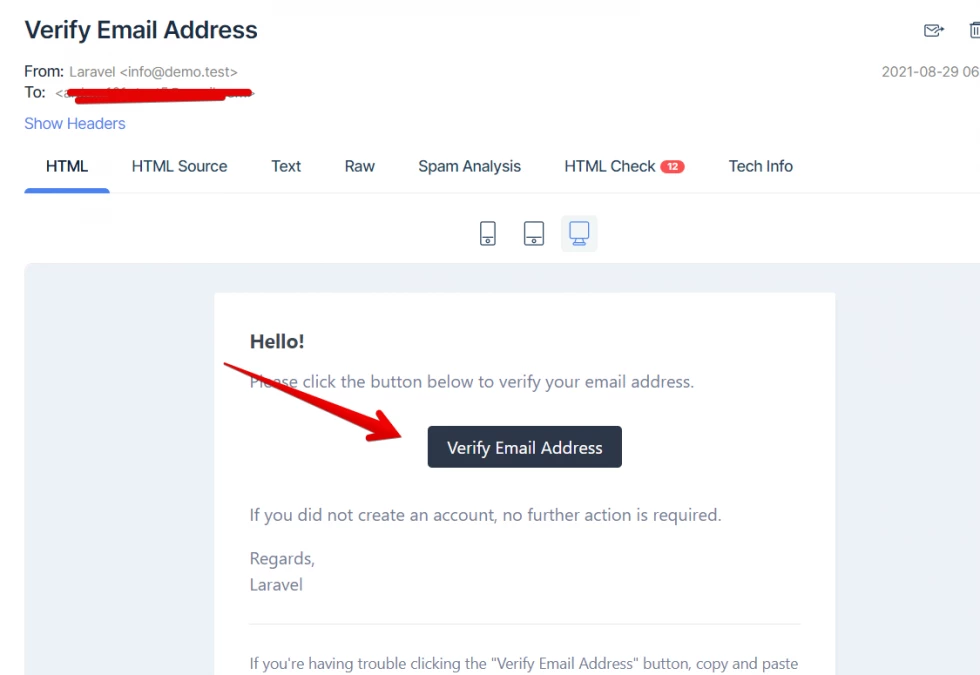 Verify Email Address
From: Laravel <info@demo.test>
2021-08-29 06
To:
Show Headers
HTML HTML Source Text Raw Spam Analysis HTML Check 12 Tech Info
Hello!
Please click the button below to verify your email address.
Verify Email Address
If you did not create an account, no further action is required.
Regards,
Laravel
If you're having trouble clicking the "Verify Email Address" button, copy and paste